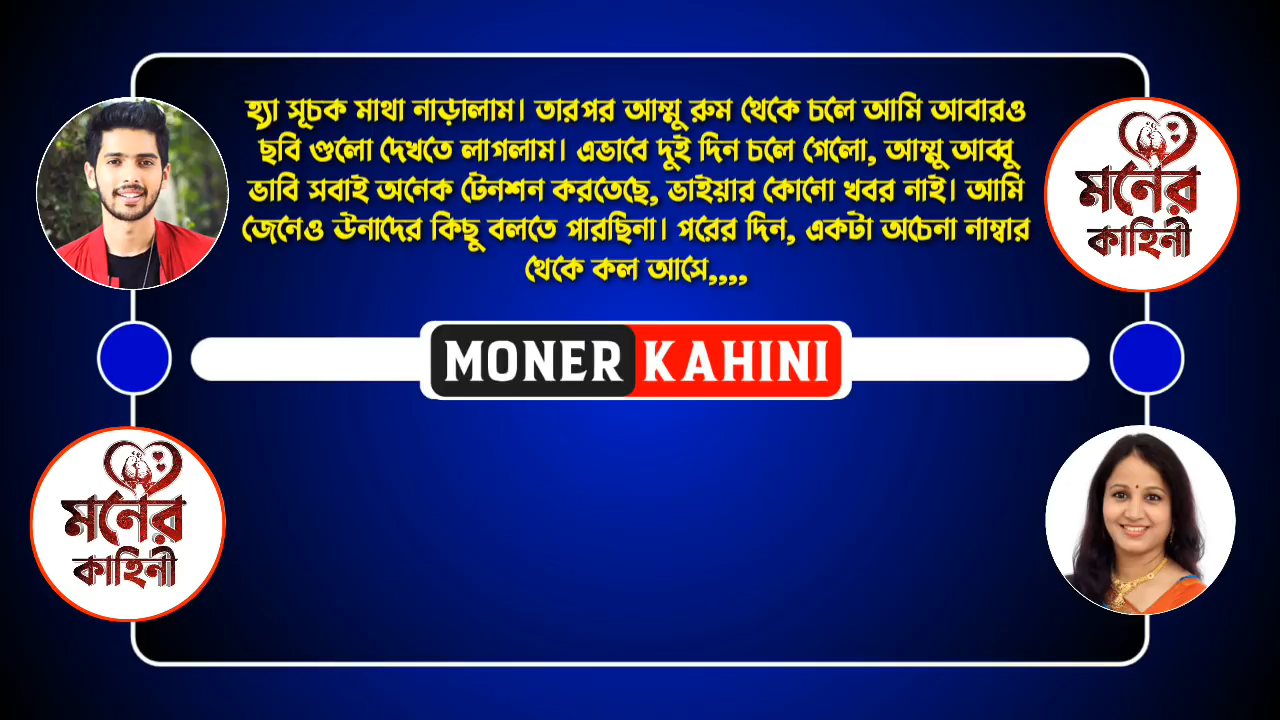 হ্যা সূচক মাথা নাড়ালাম। তারপর আম্মু রুম থেকে চলে আমি আবারও
ছবি গুলো দেখতে লাগলাম। এভাবে দুই দিন চলে গেলো, আম্মু আব্বু
ভাবি সবাই অনেক টেনশন করতেছে, ভাইয়ার কোনো খবর নাই। আমি
জেনেও ঊনাদের কিছু বলতে পারছিনা। পরের দিন, একটা অচেনা নাম্বার
থেকে কল আসে,,,,
মনের
কাহিনী
MONER KAHINI
মনের
কাহিনী